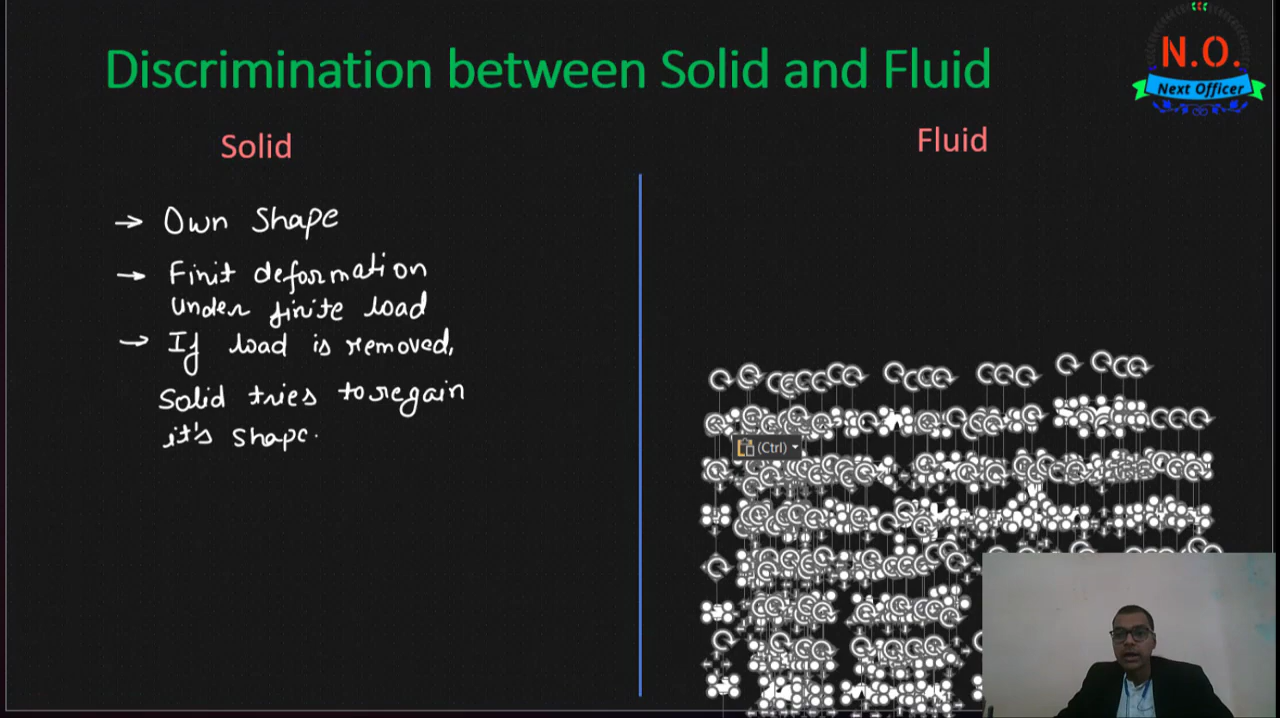 Discrimination between Solid and Fluid
N.O.
Next Officer
Solid
→ Own Shape
→ Finit deformation
under finite load
→ If load is removed,
Solid tries to regain
it's shape.
Fluid
(Ctrl)